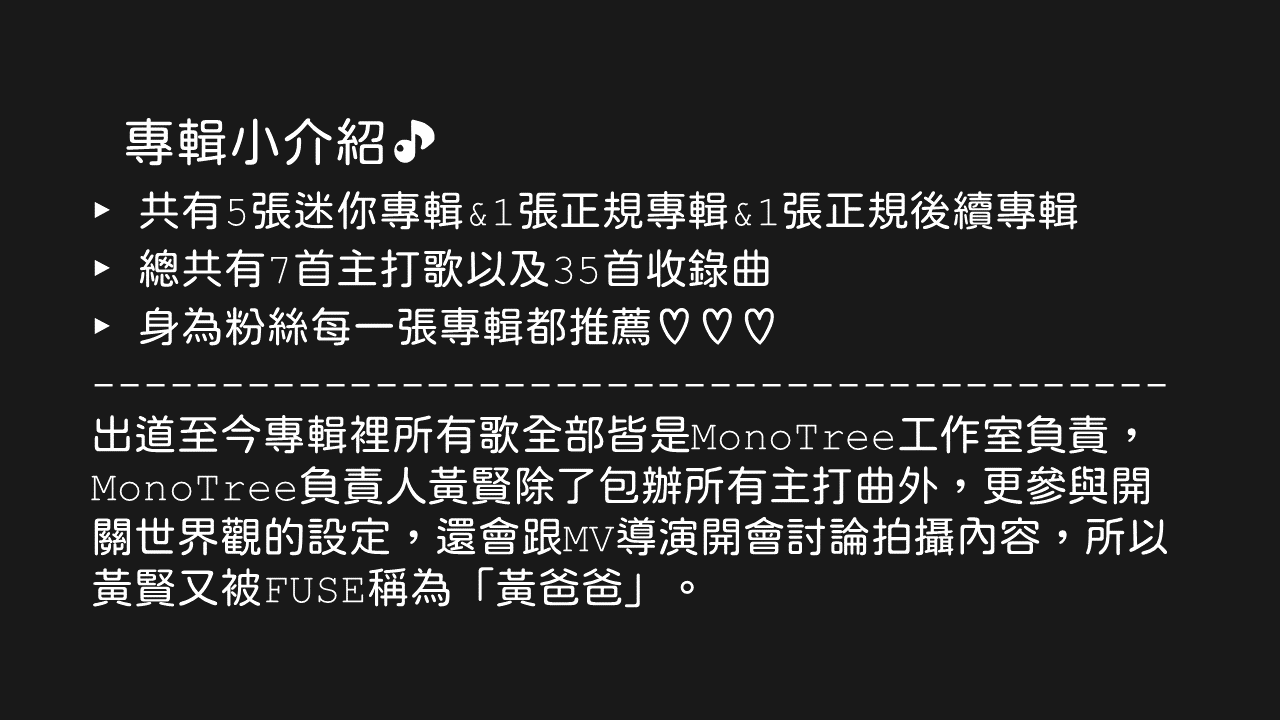 專輯小介紹🎵
▸ 共有5張迷你專輯&1張正規專輯&1張正規後續專輯
▸ 總共有7首主打歌以及35首收錄曲
▸ 身為粉絲每一張專輯都推薦♡♡♡
------------------------------------------
出道至今專輯裡所有歌全部皆是MonoTree工作室負責，
MonoTree負責人黃賢除了包辦所有主打曲外，更參與開
關世界觀的設定，還會跟MV導演開會討論拍攝內容，所以
黃賢又被FUSE稱為「黃爸爸」。